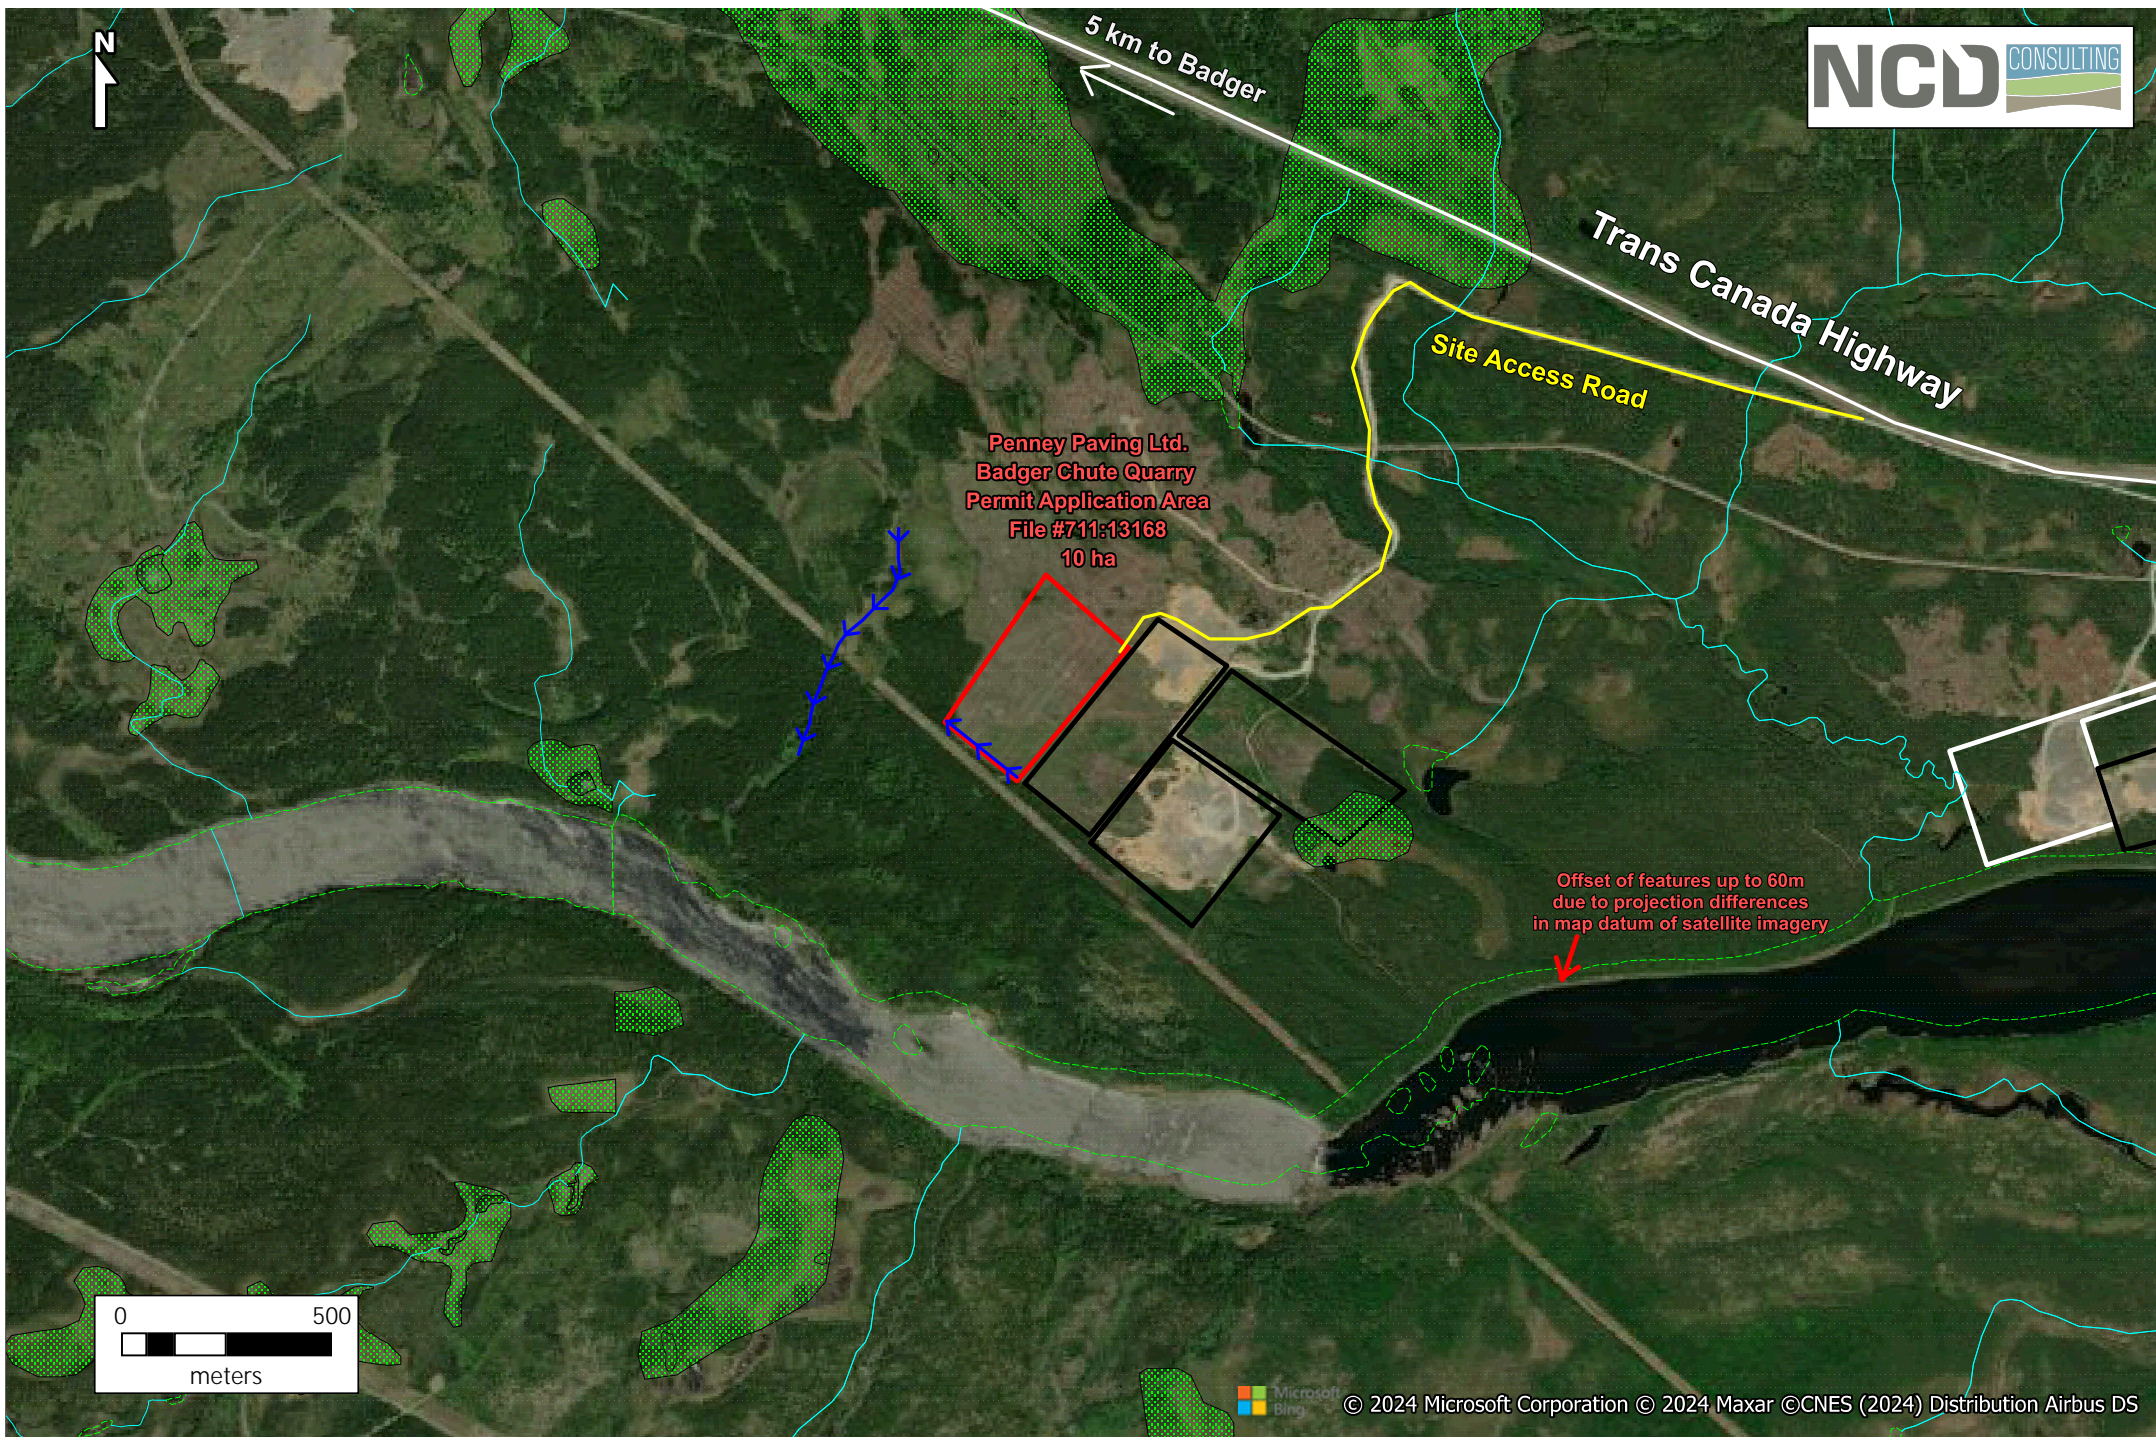 N
5 km to Badger
NCD CONSULTING
Trans Canada Highway
Site Access Road
Penney Paving Ltd.
Badger Chute Quarry
Permit Application Area
File #711:13168
10 ha
Offset of features up to 60m
due to projection differences
in map datum of satellite imagery
0 500
meters
Microsoft
Bing
© 2024 Microsoft Corporation © 2024 Maxar ©CNES (2024) Distribution Airbus DS